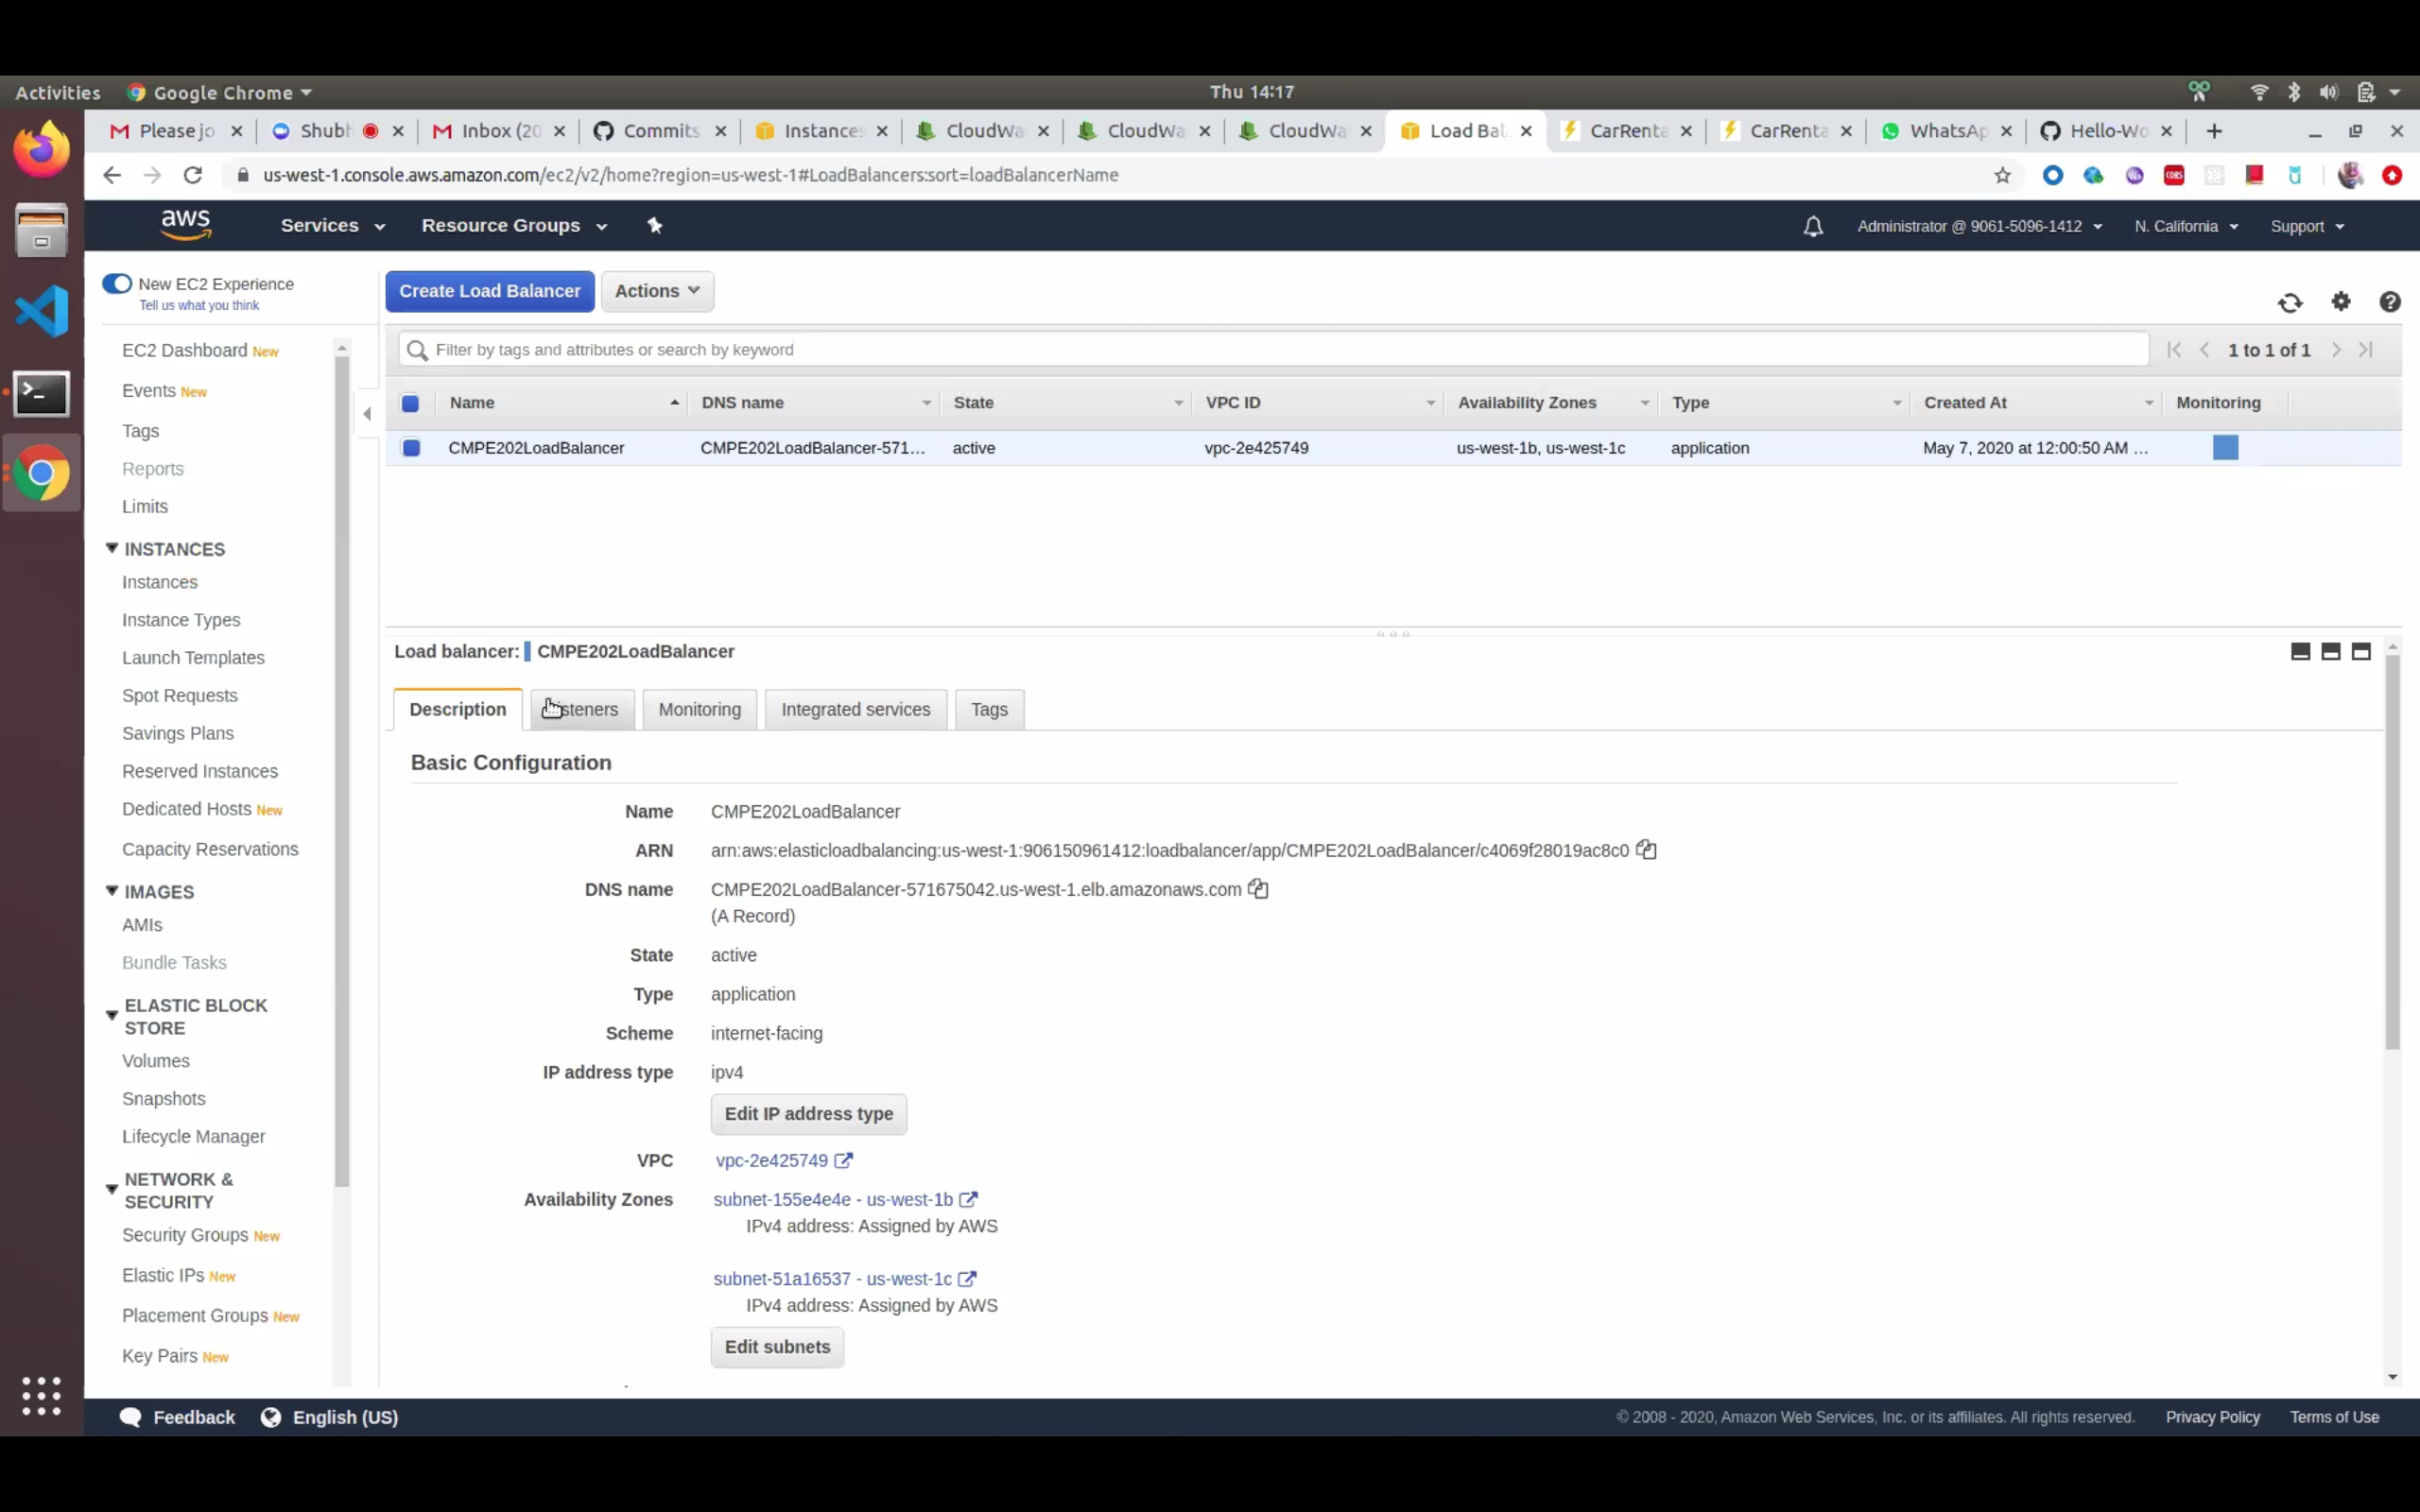 Activities Google Chrome Thu 14:17
Please jo Shubh Inbox (20 Commits Instances CloudWa CloudWa CloudWa Load Bal CarRenta CarRenta WhatsAp Hello-Wo
us-west-1.console.aws.amazon.com/ec2/v2/home?region=us-west-1#LoadBalancers:sort=loadBalancerName
aws Services Resource Groups Administrator @ 9061-5096-1412 N. California Support
New EC2 Experience
Tell us what you think
EC2 Dashboard New
Events New
Tags
Reports
Limits
INSTANCES
Instances
Instance Types
Launch Templates
Spot Requests
Savings Plans
Reserved Instances
Dedicated Hosts New
Capacity Reservations
IMAGES
AMIs
Bundle Tasks
ELASTIC BLOCK
STORE
Volumes
Snapshots
Lifecycle Manager
NETWORK &
SECURITY
Security Groups New
Elastic IPs New
Placement Groups New
Key Pairs New
Create Load Balancer Actions
Filter by tags and attributes or search by keyword 1 to 1 of 1
Name DNS name State VPC ID Availability Zones Type Created At Monitoring
CMPE202LoadBalancer CMPE202LoadBalancer-571... active vpc-2e425749 us-west-1b, us-west-1c application May 7, 2020 at 12:00:50 AM ...
Load balancer: CMPE202LoadBalancer
Description steners Monitoring Integrated services Tags
Basic Configuration
Name CMPE202LoadBalancer
ARN arn:aws:elasticloadbalancing:us-west-1:906150961412:loadbalancer/app/CMPE202LoadBalancer/c4069f28019ac8c0
DNS name CMPE202LoadBalancer-571675042.us-west-1.elb.amazonaws.com
(A Record)
State active
Type application
Scheme internet-facing
IP address type ipv4
Edit IP address type
VPC vpc-2e425749
Availability Zones subnet-155e4e4e - us-west-1b
IPv4 address: Assigned by AWS
subnet-51a16537 - us-west-1c
IPv4 address: Assigned by AWS
Edit subnets
Feedback English (US) © 2008 - 2020, Amazon Web Services, Inc. or its affiliates. All rights reserved. Privacy Policy Terms of Use